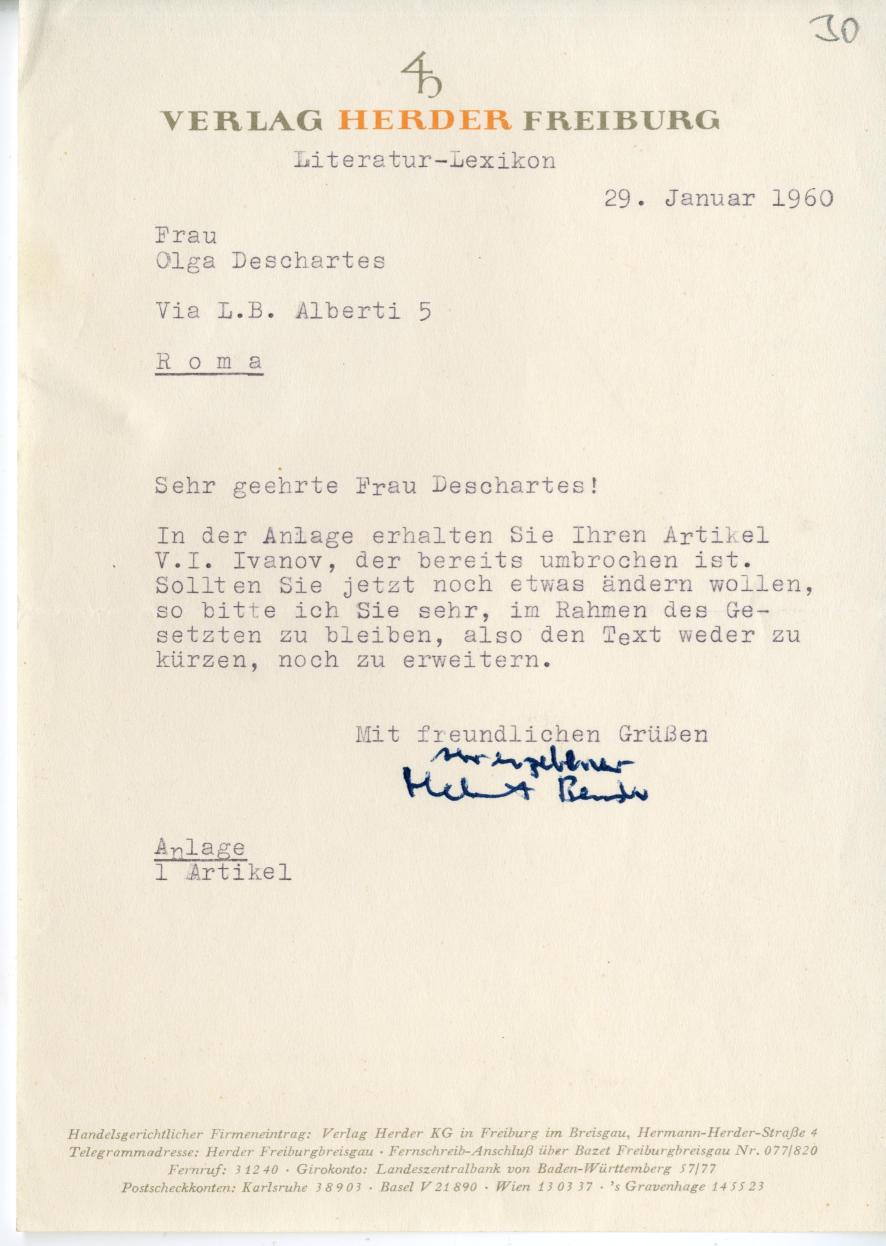 30
VERLAG HERDER FREIBURG
Literatur-Lexikon
29. Januar 1960
Frau
Olga Deschartes
Via L.B. Alberti 5
R o m a
Sehr geehrte Frau Deschartes!
In der Anlage erhalten Sie Ihren Artikel
V.I. Ivanov, der bereits umbrochen ist.
Sollten Sie jetzt noch etwas ändern wollen,
so bitte ich Sie sehr, im Rahmen des Ge-
setzten zu bleiben, also den Text weder zu
kürzen, noch zu erweitern.
Mit freundlichen Grüßen
Ihr ergebener
Helmut Bender
Anlage
1 Artikel
Handelsgerichtlicher Firmeneintrag: Verlag Herder KG in Freiburg im Breisgau, Hermann-Herder-Straße 4
Telegrammadresse: Herder Freiburgbreisgau · Fernschreib-Anschluß über Bazet Freiburgbreisgau Nr. 077/820
Fernruf: 31240 · Girokonto: Landeszentralbank von Baden-Württemberg 57/77
Postscheckkonten: Karlsruhe 38903 · Basel V 21890 · Wien 130337 · 's Gravenhage 145523